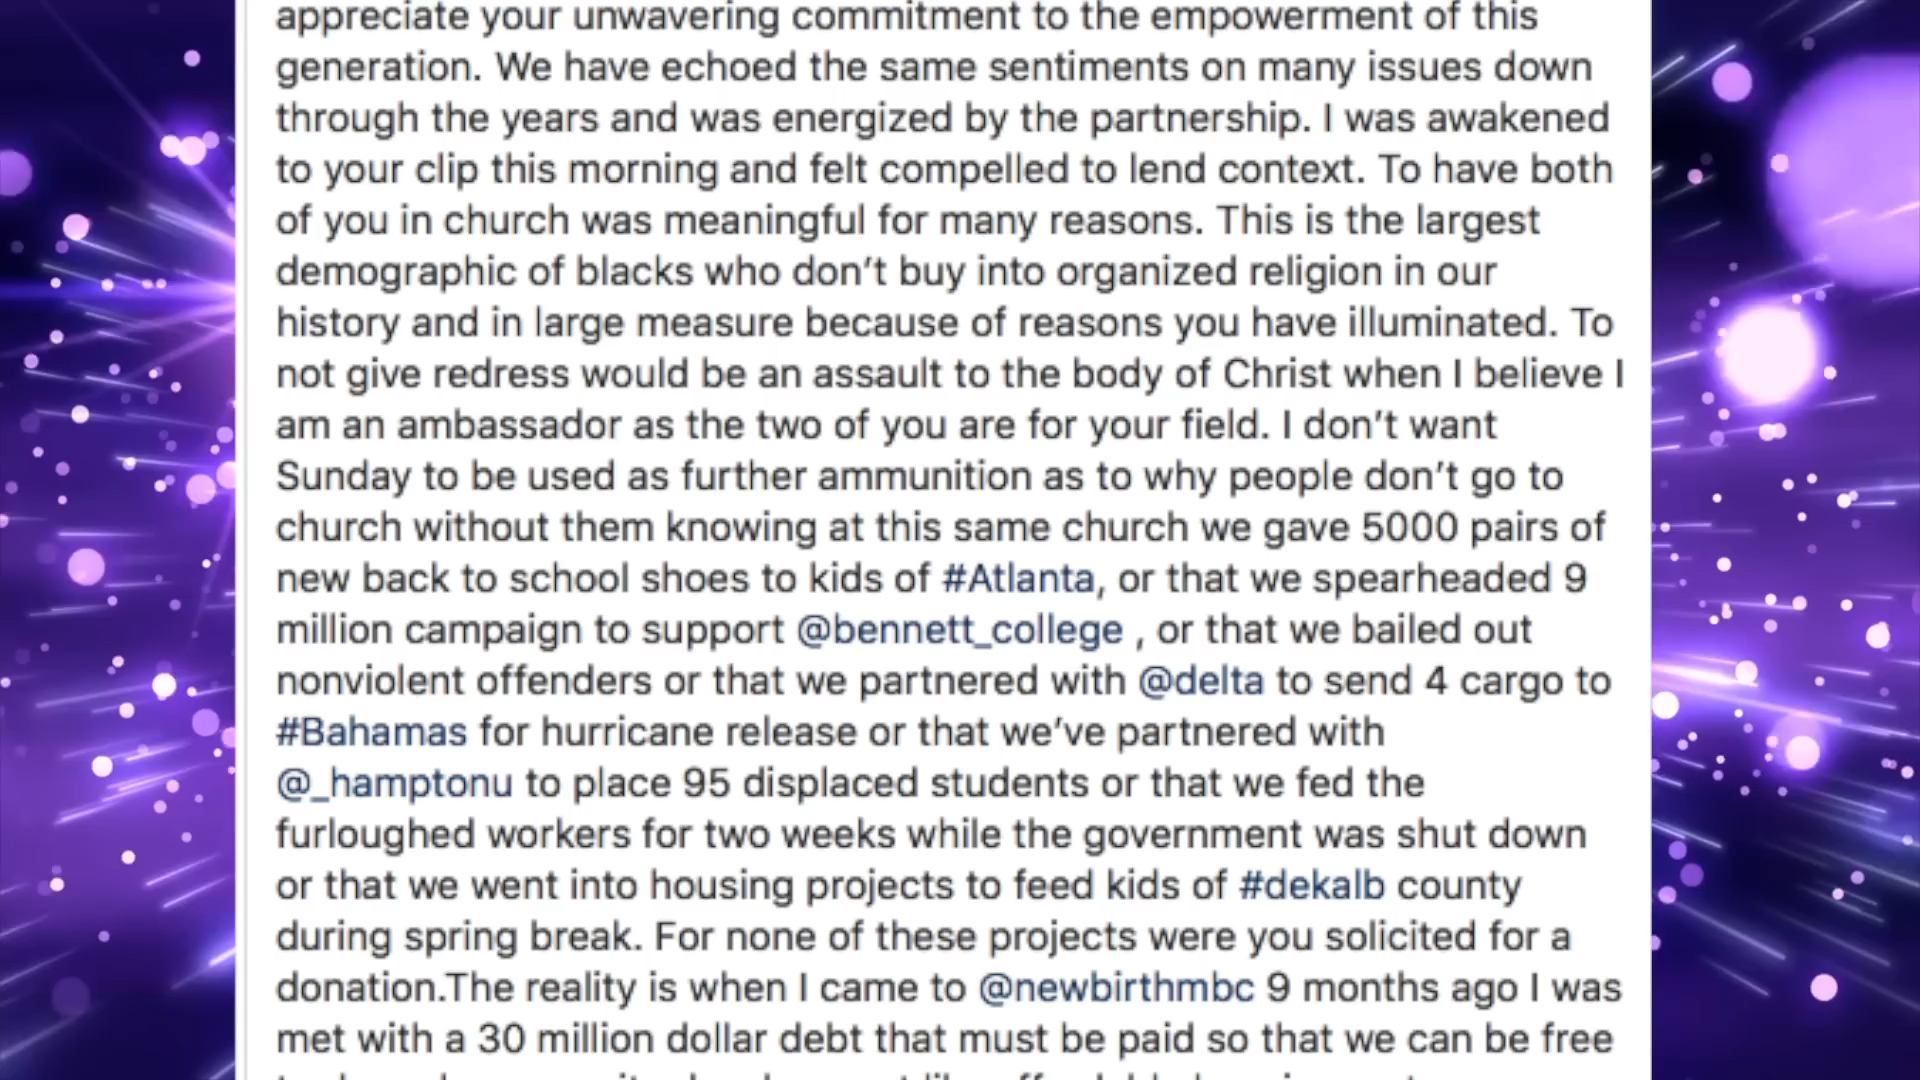 appreciate your unwavering commitment to the empowerment of this
generation. We have echoed the same sentiments on many issues down
through the years and was energized by the partnership. I was awakened
to your clip this morning and felt compelled to lend context. To have both
of you in church was meaningful for many reasons. This is the largest
demographic of blacks who don’t buy into organized religion in our
history and in large measure because of reasons you have illuminated. To
not give redress would be an assault to the body of Christ when I believe I
am an ambassador as the two of you are for your field. I don’t want
Sunday to be used as further ammunition as to why people don’t go to
church without them knowing at this same church we gave 5000 pairs of
new back to school shoes to kids of #Atlanta, or that we spearheaded 9
million campaign to support @bennett_college , or that we bailed out
nonviolent offenders or that we partnered with @delta to send 4 cargo to
#Bahamas for hurricane release or that we’ve partnered with
@_hamptonu to place 95 displaced students or that we fed the
furloughed workers for two weeks while the government was shut down
or that we went into housing projects to feed kids of #dekalb county
during spring break. For none of these projects were you solicited for a
donation.The reality is when I came to @newbirthmbc 9 months ago I was
met with a 30 million dollar debt that must be paid so that we can be free